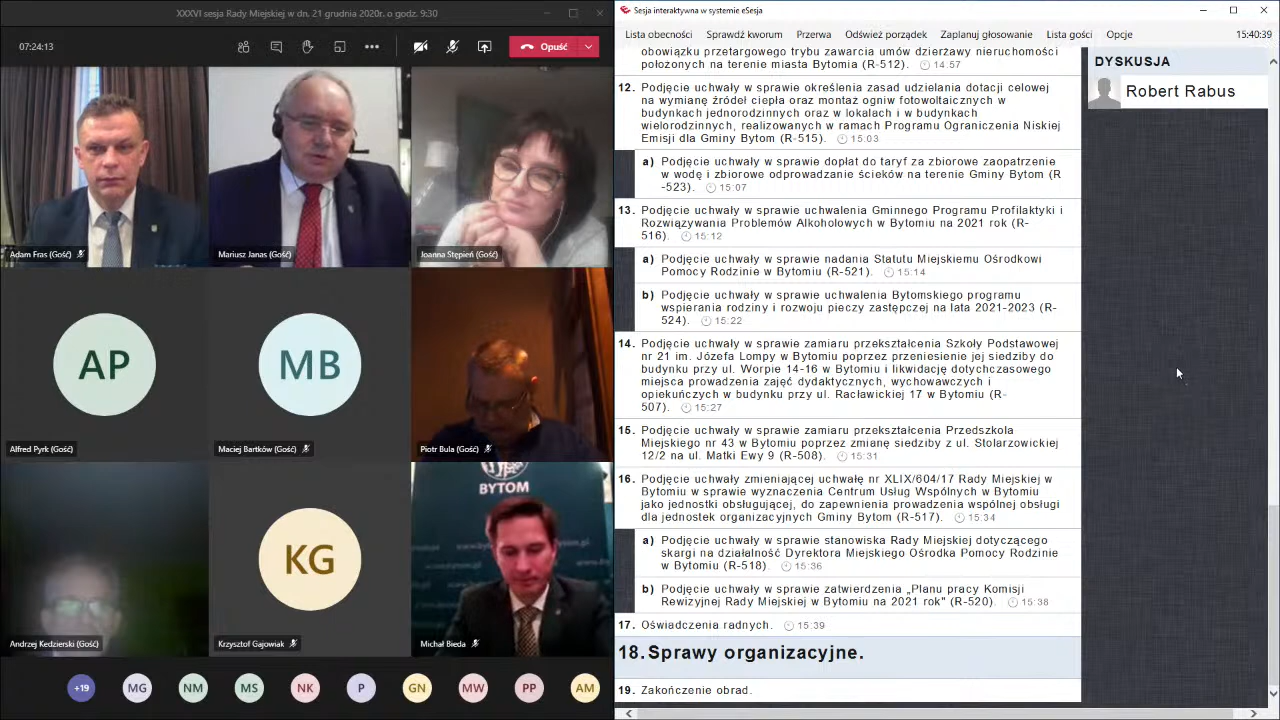 XXXVI sesja Rady Miejskiej w dn. 21 grudnia 2020r. o godz. 9:30
07:24:13
Opuść
Adam Fras (Gość)
Mariusz Janas (Gość)
Joanna Stępień (Gość)
AP
Alfred Pyrk (Gość)
MB
Maciej Bartków (Gość)
Piotr Bula (Gość)
Andrzej Kedzierski (Gość)
KG
Krzysztof Gajowiak
BYTOM
Michał Bieda
+19
MG
NM
MS
NK
P
GN
MW
PP
AM
Sesja interaktywna w systemie eSesja
Lista obecności Sprawdź kworum Przerwa Odśwież porządek Zaplanuj głosowanie Lista gości Opcje 15:40:39
obowiązku przetargowego trybu zawarcia umów dzierżawy nieruchomości
położonych na terenie miasta Bytomia (R-512). 14:57
12. Podjęcie uchwały w sprawie określenia zasad udzielania dotacji celowej
na wymianę źródeł ciepła oraz montaż ogniw fotowoltaicznych w
budynkach jednorodzinnych oraz w lokalach i w budynkach
wielorodzinnych, realizowanych w ramach Programu Ograniczenia Niskiej
Emisji dla Gminy Bytom (R-515). 15:03
a) Podjęcie uchwały w sprawie dopłat do taryf za zbiorowe zaopatrzenie
w wodę i zbiorowe odprowadzanie ścieków na terenie Gminy Bytom (R
-523). 15:07
13. Podjęcie uchwały w sprawie uchwalenia Gminnego Programu Profilaktyki i
Rozwiązywania Problemów Alkoholowych w Bytomiu na 2021 rok (R-
516). 15:12
a) Podjęcie uchwały w sprawie nadania Statutu Miejskiemu Ośrodkowi
Pomocy Rodzinie w Bytomiu (R-521). 15:14
b) Podjęcie uchwały w sprawie uchwalenia Bytomskiego programu
wspierania rodziny i rozwoju pieczy zastępczej na lata 2021-2023 (R-
524). 15:22
14. Podjęcie uchwały w sprawie zamiaru przekształcenia Szkoły Podstawowej
nr 21 im. Józefa Lompy w Bytomiu poprzez przeniesienie jej siedziby do
budynku przy ul. Worpie 14-16 w Bytomiu i likwidację dotychczasowego
miejsca prowadzenia zajęć dydaktycznych, wychowawczych i
opiekuńczych w budynku przy ul. Racławickiej 17 w Bytomiu (R-
507). 15:27
15. Podjęcie uchwały w sprawie zamiaru przekształcenia Przedszkola
Miejskiego nr 43 w Bytomiu poprzez zmianę siedziby z ul. Stolarzowickiej
12/2 na ul. Matki Ewy 9 (R-508). 15:31
16. Podjęcie uchwały zmieniającej uchwałę nr XLIX/604/17 Rady Miejskiej w
Bytomiu w sprawie wyznaczenia Centrum Usług Wspólnych w Bytomiu
jako jednostki obsługującej, do zapewnienia prowadzenia wspólnej obsługi
dla jednostek organizacyjnych Gminy Bytom (R-517). 15:34
a) Podjęcie uchwały w sprawie stanowiska Rady Miejskiej dotyczącego
skargi na działalność Dyrektora Miejskiego Ośrodka Pomocy Rodzinie
w Bytomiu (R-518). 15:36
b) Podjęcie uchwały w sprawie zatwierdzenia „Planu pracy Komisji
Rewizyjnej Rady Miejskiej w Bytomiu na 2021 rok" (R-520). 15:38
17. Oświadczenia radnych. 15:39
18. Sprawy organizacyjne.
19. Zakończenie obrad.
DYSKUSJA
Robert Rabus